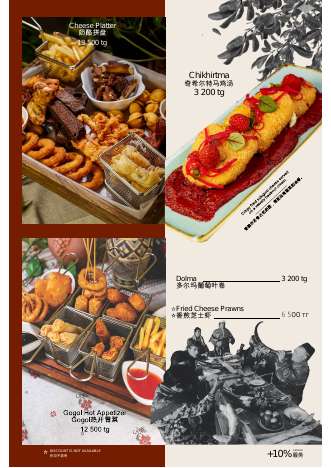 Cheese Platter
奶酪拼盘
19 500 tg
Chikhirtma
奇希尔特马鸡汤
3 200 tg
Dolma 3 200 tg
多尔玛葡萄叶卷
☆Fried Cheese Prawns
☆香煎芝士虾 6 500 тг
Gogol Hot Appetizer
Gogol热开胃菜
12 500 tg
☆ DISCOUNT IS NOT AVAILABLE
+10% 服务